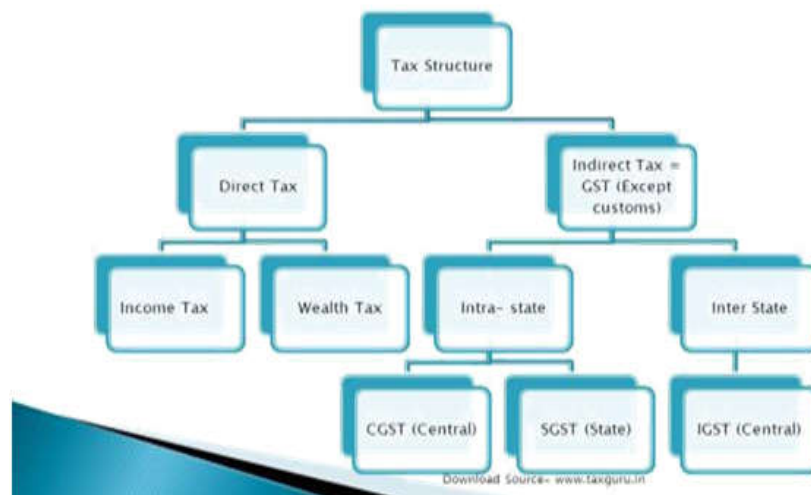 Tax Structure
Direct Tax
Indirect Tax =
GST (Except
customs)
Income Tax
Wealth Tax
Intra- state
Inter State
CGST (Central)
SGST (State)
IGST (Central)
Download Source- www.taxguru.in